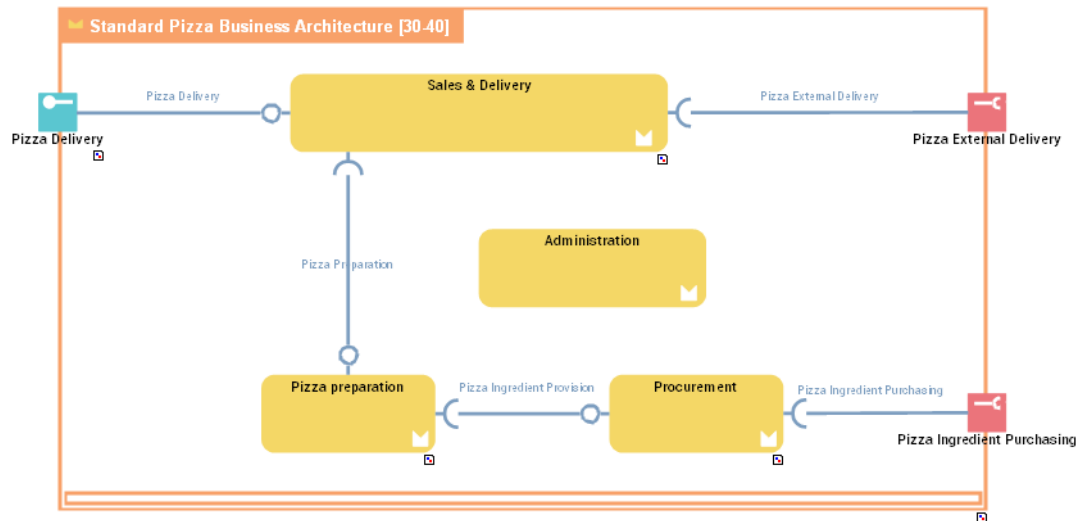 Standard Pizza Business Architecture [30-40]
Sales & Delivery
Pizza Delivery
Pizza External Delivery
Pizza Delivery
Pizza External Delivery
Administration
Pizza Preparation
Pizza preparation
Pizza Ingredient Provision
Procurement
Pizza Ingredient Purchasing
Pizza Ingredient Purchasing